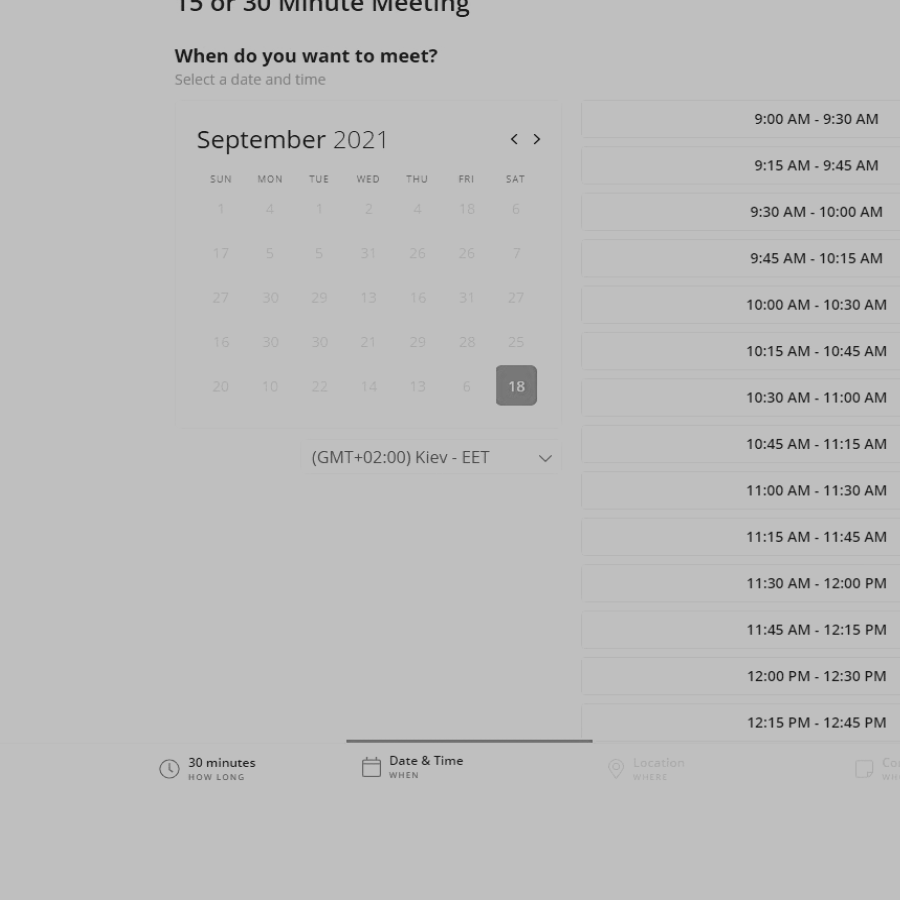 15 or 30 Minute Meeting
When do you want to meet?
Select a date and time
September 2021
SUN MON TUE WED THU FRI SAT
1 4 1 2 4 18 6
17 5 5 31 26 26 7
27 30 29 13 16 31 27
16 30 30 21 29 28 25
20 10 22 14 13 6 18
(GMT+02:00) Kiev - EET
9:00 AM - 9:30 AM
9:15 AM - 9:45 AM
9:30 AM - 10:00 AM
9:45 AM - 10:15 AM
10:00 AM - 10:30 AM
10:15 AM - 10:45 AM
10:30 AM - 11:00 AM
10:45 AM - 11:15 AM
11:00 AM - 11:30 AM
11:15 AM - 11:45 AM
11:30 AM - 12:00 PM
11:45 AM - 12:15 PM
12:00 PM - 12:30 PM
12:15 PM - 12:45 PM
30 minutes
HOW LONG
Date & Time
WHEN
Location
WHERE